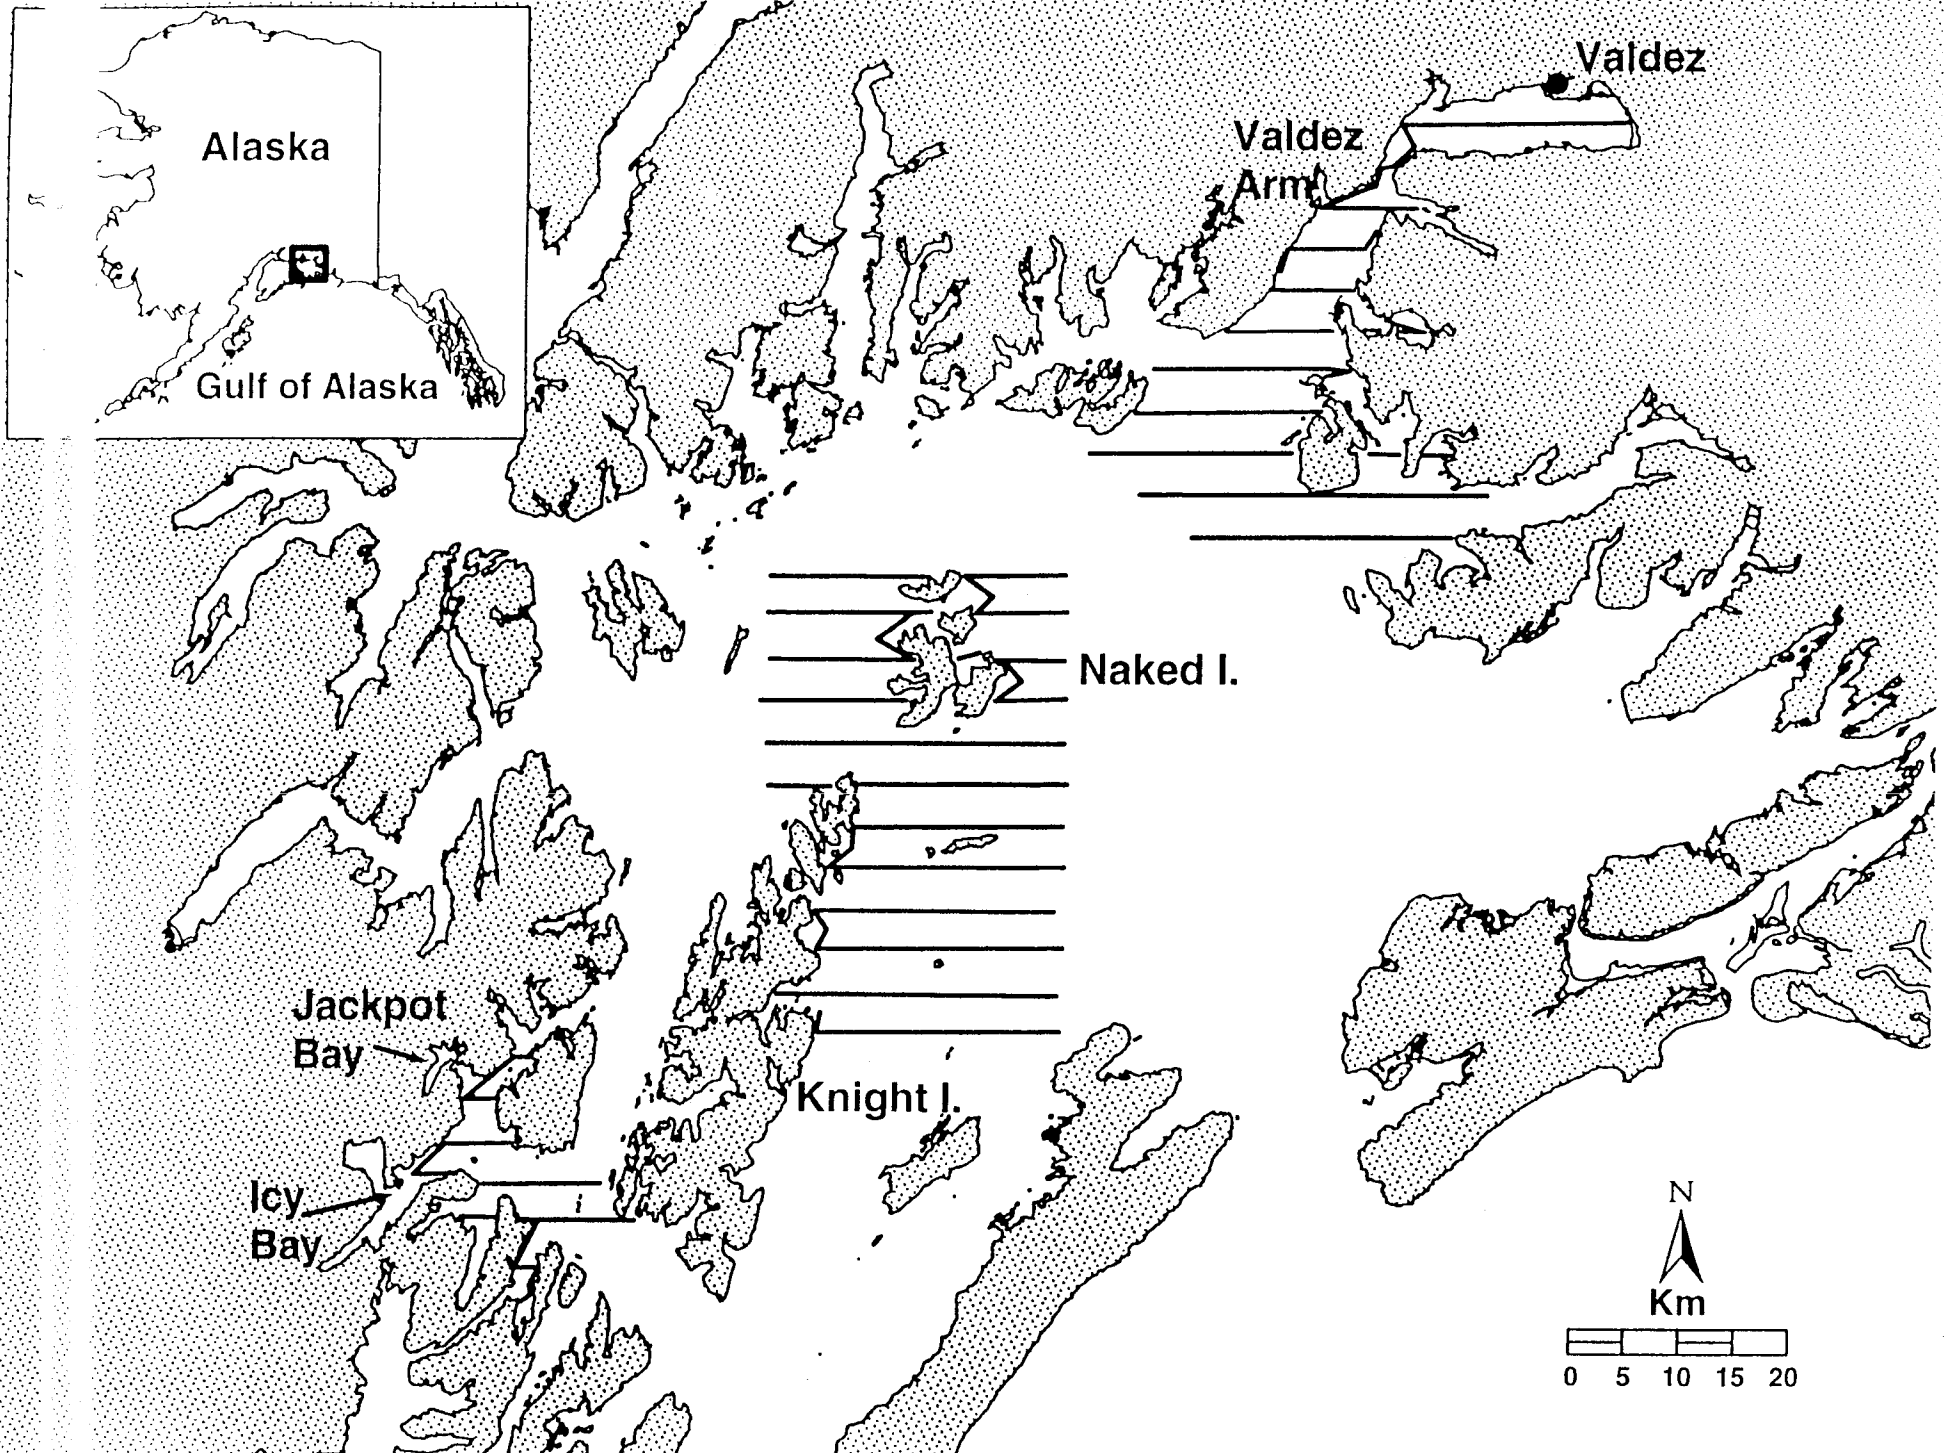 Alaska
Gulf of Alaska
Valdez
Valdez
Arm
Naked I.
Jackpot
Bay
Knight I.
Icy
Bay
N
Km
0 5 10 15 20